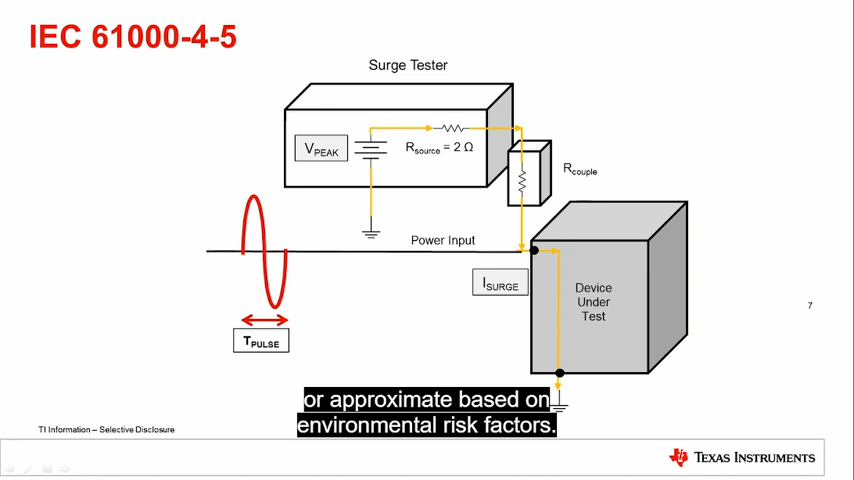 IEC 61000-4-5
Surge Tester
VPEAK
Rsource = 2 Ω
Rcouple
Power Input
ISURGE
Device
Under
Test
TPULSE
7
or approximate based on
environmental risk factors.
TI Information – Selective Disclosure
TEXAS INSTRUMENTS